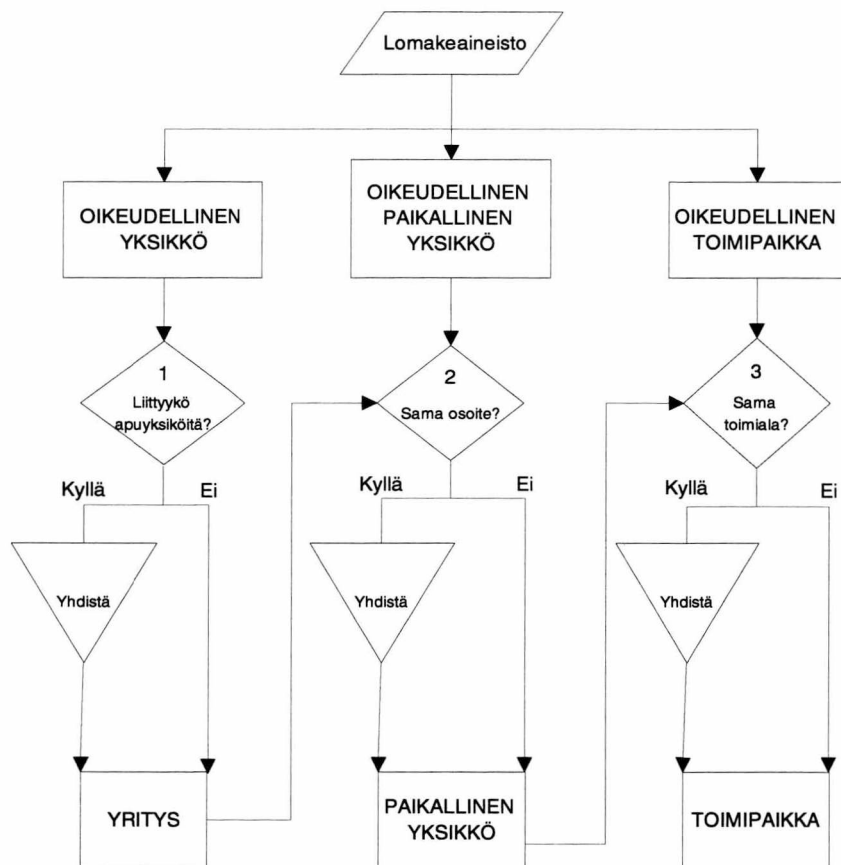 Lomakeaineisto
OIKEUDELLINEN
YKSIKKÖ
OIKEUDELLINEN
PAIKALLINEN
YKSIKKÖ
OIKEUDELLINEN
TOIMIPAIKKA
1
Liittyykö
apuyksiköitä?
2
Sama osoite?
3
Sama
toimiala?
Kyllä
Ei
Kyllä
Ei
Kyllä
Ei
Yhdistä
Yhdistä
Yhdistä
YRITYS
PAIKALLINEN
YKSIKKÖ
TOIMIPAIKKA